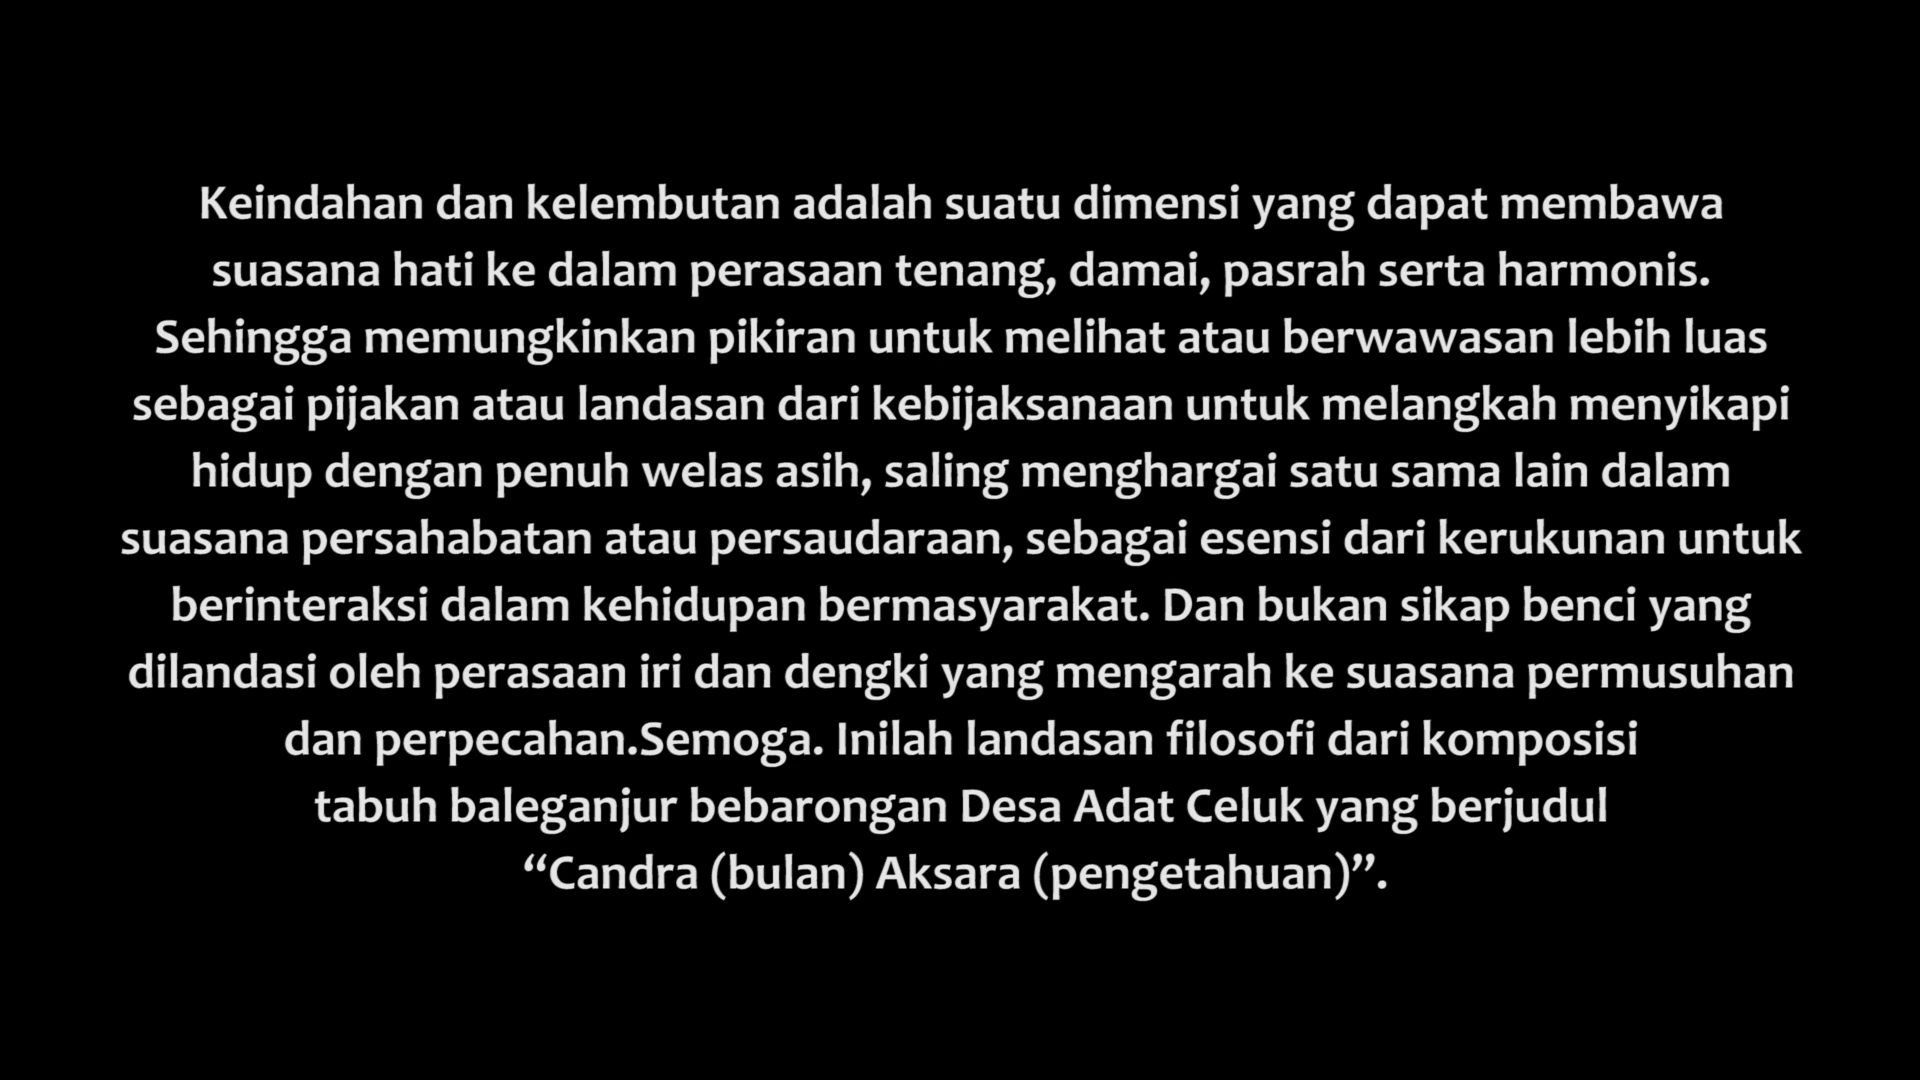 Keindahan dan kelembutan adalah suatu dimensi yang dapat membawa
suasana hati ke dalam perasaan tenang, damai, pasrah serta harmonis.
Sehingga memungkinkan pikiran untuk melihat atau berwawasan lebih luas
sebagai pijakan atau landasan dari kebijaksanaan untuk melangkah menyikapi
hidup dengan penuh welas asih, saling menghargai satu sama lain dalam
suasana persahabatan atau persaudaraan, sebagai esensi dari kerukunan untuk
berinteraksi dalam kehidupan bermasyarakat. Dan bukan sikap benci yang
dilandasi oleh perasaan iri dan dengki yang mengarah ke suasana permusuhan
dan perpecahan.Semoga. Inilah landasan filosofi dari komposisi
tabuh baleganjur bebarongan Desa Adat Celuk yang berjudul
“Candra (bulan) Aksara (pengetahuan)”.